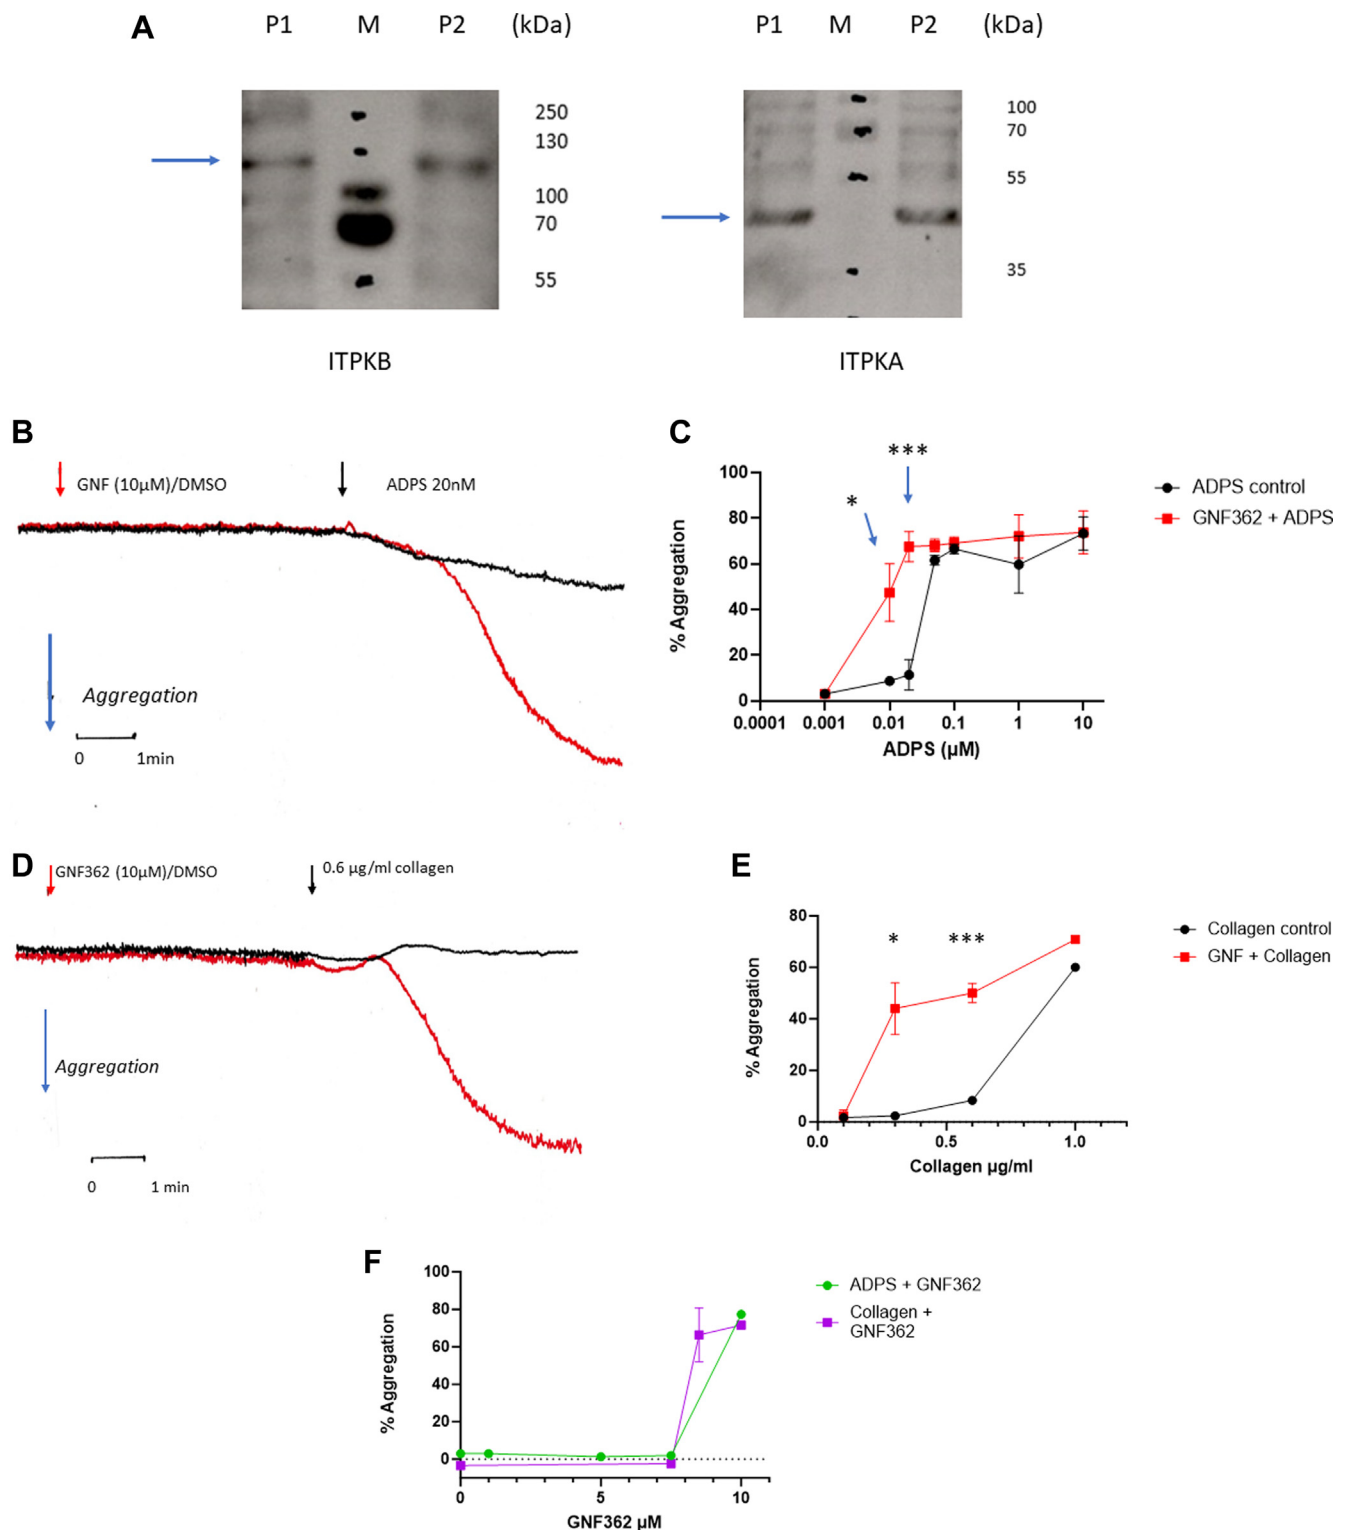 A
P1 M P2 (kDa)
250
130
100
70
55
ITPKB
P1 M P2 (kDa)
100
70
55
35
ITPKA
B
GNF (10µM)/DMSO
ADPS 20nM
Aggregation
0 1min
C
***
*
% Aggregation
100
80
60
40
20
0
0.0001 0.001 0.01 0.1 1 10
ADPS (µM)
ADPS control
GNF362 + ADPS
D
GNF362 (10µM)/DMSO
0.6 µg/ml collagen
Aggregation
0 1 min
E
* ***
% Aggregation
80
60
40
20
0
0.0 0.5 1.0
Collagen µg/ml
Collagen control
GNF + Collagen
F
% Aggregation
100
80
60
40
20
0
0 5 10
GNF362 µM
ADPS + GNF362
Collagen +
GNF362